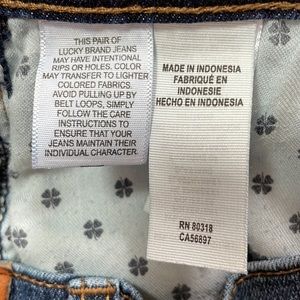 THIS PAIR OF
LUCKY BRAND JEANS
MAY HAVE INTENTIONAL
RIPS OR HOLES. COLOR
MAY TRANSFER TO LIGHTER
COLORED FABRICS.
AVOID PULLING UP BY
BELT LOOPS, SIMPLY
FOLLOW THE CARE
INSTRUCTIONS TO
ENSURE THAT YOUR
JEANS MAINTAIN THEIR
INDIVIDUAL CHARACTER.
MADE IN INDONESIA
FABRIQUÉ EN
INDONÉSIE
HECHO EN INDONESIA
RN 80318
CA56897